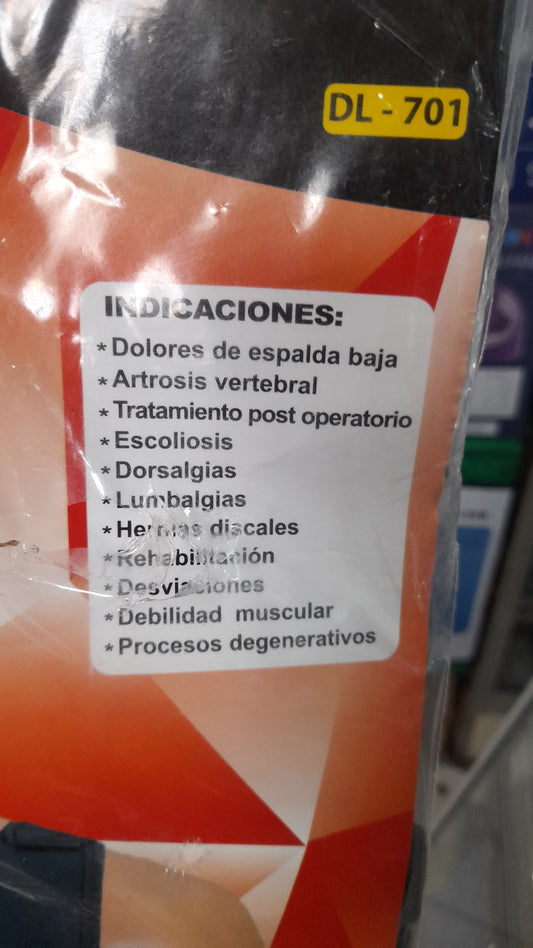 DL - 701
INDICACIONES:
* Dolores de espalda baja
* Artrosis vertebral
* Tratamiento post operatorio
* Escoliosis
* Dorsalgias
* Lumbalgias
* Hernias discales
* Rehabilitación
* Desviaciones
* Debilidad muscular
* Procesos degenerativos